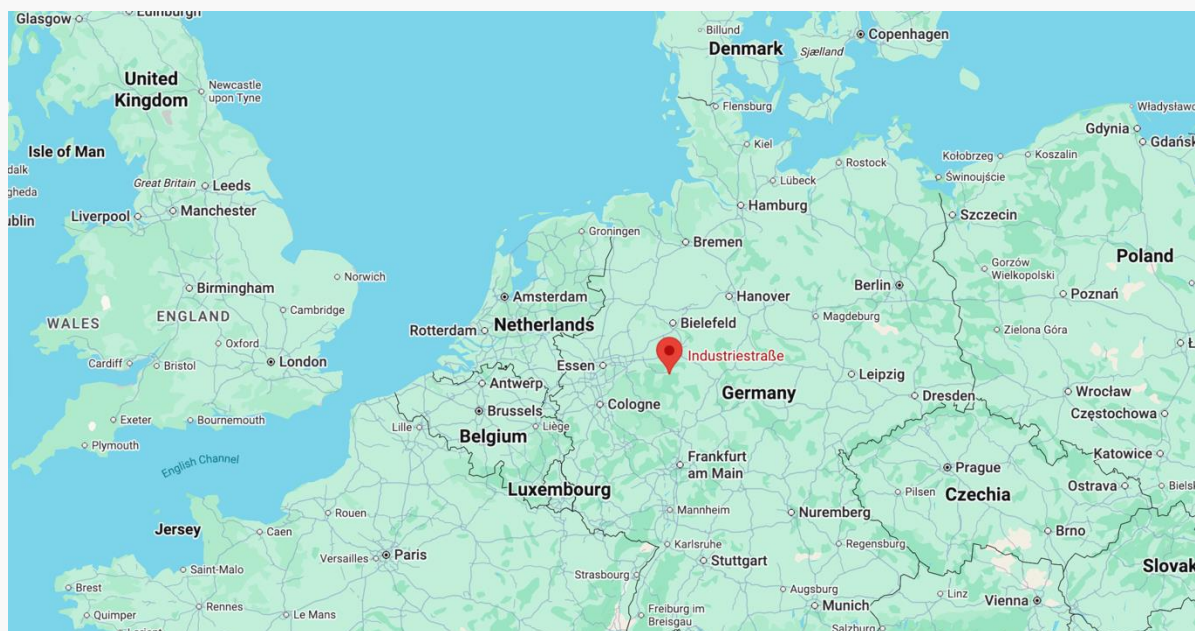 Glasgow
Edinburgh
Billund
Denmark
Sjælland
Copenhagen
United
Kingdom
Newcastle
upon Tyne
Flensburg
Gdynia
Isle of Man
Kiel
Rostock
Kołobrzeg
Koszalin
Gdańsk
dalk
Great Britain
Leeds
Lübeck
Świnoujście
gheda
ublin
Liverpool
Manchester
Hamburg
Szczecin
Groningen
Bremen
Poland
Gorzów
Wielkopolski
Norwich
Berlin
Birmingham
Amsterdam
Hanover
Poznań
WALES
ENGLAND
Cambridge
Rotterdam
Netherlands
Bielefeld
Magdeburg
Zielona Góra
Oxford
Cardiff
Bristol
London
Essen
Industriestraße
Leipzig
Antwerp
Germany
Dresden
Wrocław
Exeter
Bournemouth
Brussels
Cologne
Częstochowa
Lille
Belgium
Liège
Plymouth
English Channel
Frankfurt
am Main
Prague
Katowice
Luxembourg
Pilsen
Czechia
Ostrava
Jersey
Rouen
Mannheim
Nuremberg
Caen
Brno
Versailles
Paris
Karlsruhe
Regensburg
Stuttgart
Slovak
Saint-Malo
Strasbourg
Brest
Augsburg
Linz
Vienna
Quimper
Rennes
Le Mans
Freiburg im
Breisgau
Munich
Salzburg